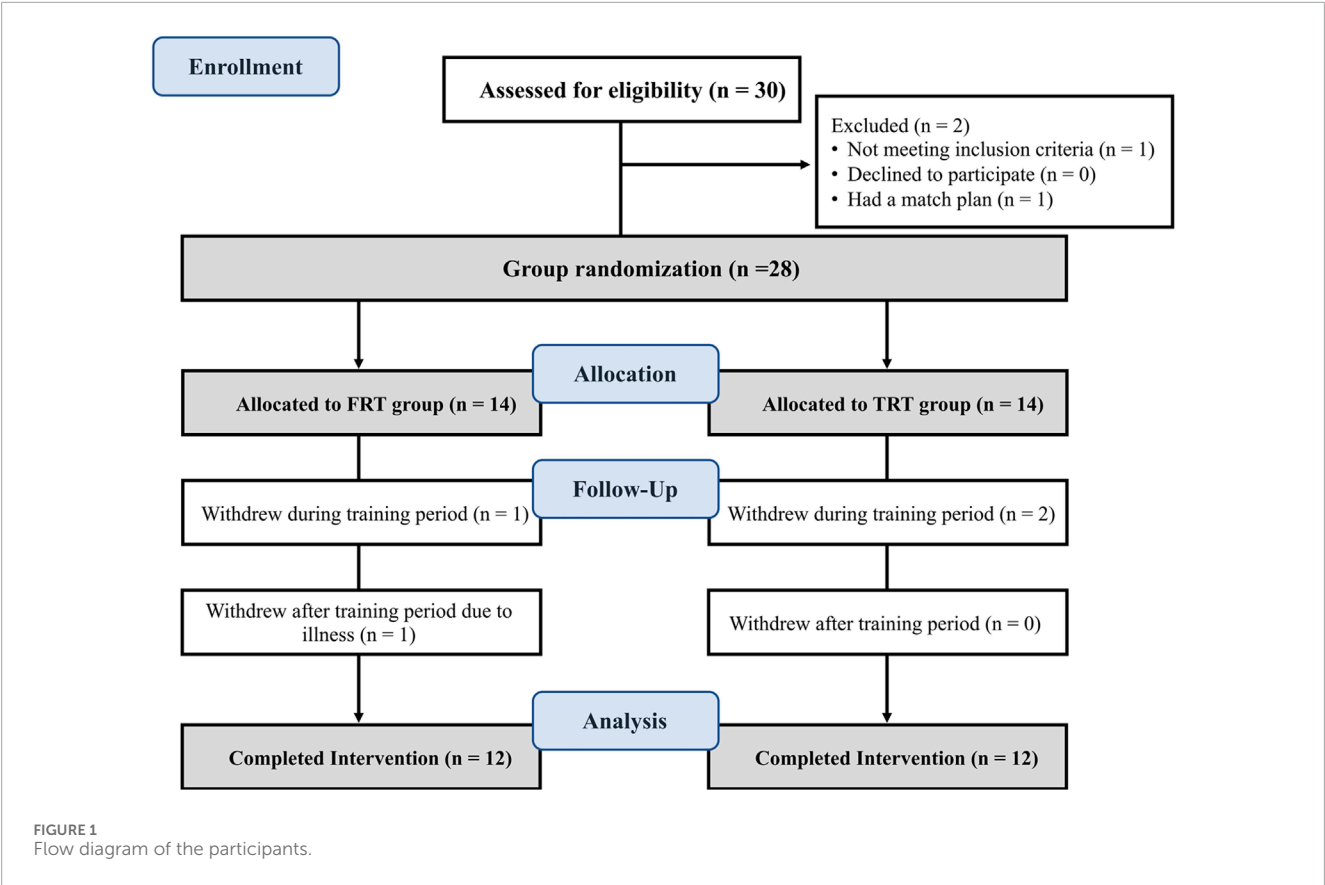 Enrollment
Assessed for eligibility (n = 30)
Excluded (n = 2)
• Not meeting inclusion criteria (n = 1)
• Declined to participate (n = 0)
• Had a match plan (n = 1)
Group randomization (n =28)
Allocation
Allocated to FRT group (n = 14)
Allocated to TRT group (n = 14)
Follow-Up
Withdrew during training period (n = 1)
Withdrew during training period (n = 2)
Withdrew after training period due to
illness (n = 1)
Withdrew after training period (n = 0)
Analysis
Completed Intervention (n = 12)
Completed Intervention (n = 12)
FIGURE 1
Flow diagram of the participants.